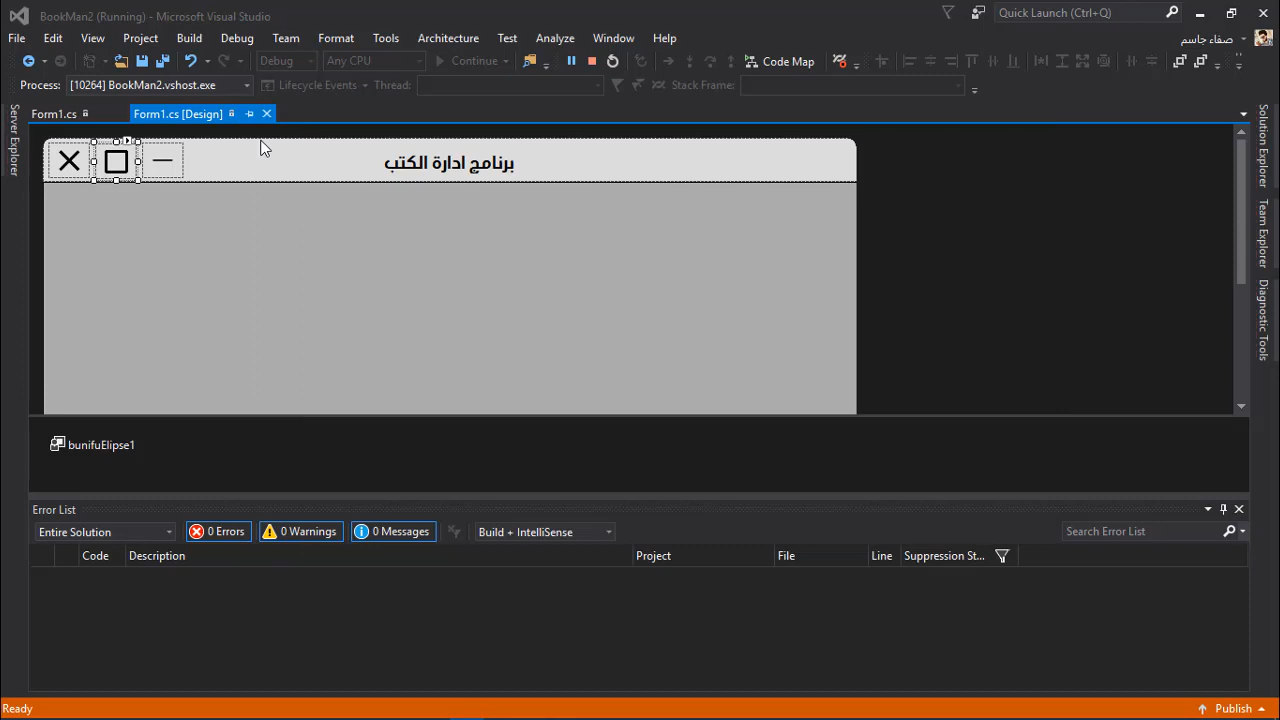 BookMan2 (Running) - Microsoft Visual Studio
Quick Launch (Ctrl+Q)
File Edit View Project Build Debug Team Format Tools Architecture Test Analyze Window Help
صفاء جاسم
Debug Any CPU Continue Code Map
Process: [10264] BookMan2.vshost.exe Lifecycle Events Thread: Stack Frame:
Form1.cs Form1.cs [Design]
Server Explorer
برنامج ادارة الكتب
Solution Explorer
Team Explorer
Diagnostic Tools
bunifuElipse1
Error List
Entire Solution 0 Errors 0 Warnings 0 Messages Build + IntelliSense Search Error List
Code Description Project File Line Suppression St...
Ready
Publish